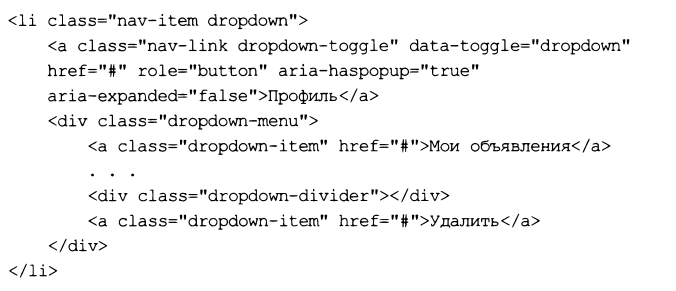 <li class="nav-item dropdown">
<a class="nav-link dropdown-toggle" data-toggle="dropdown"
href="#" role="button" aria-haspopup="true"
aria-expanded="false">Профиль</a>
<div class="dropdown-menu">
<a class="dropdown-item" href="#">Мои объявления</a>
. . .
<div class="dropdown-divider"></div>
<a class="dropdown-item" href="#">Удалить</a>
</div>
</li>